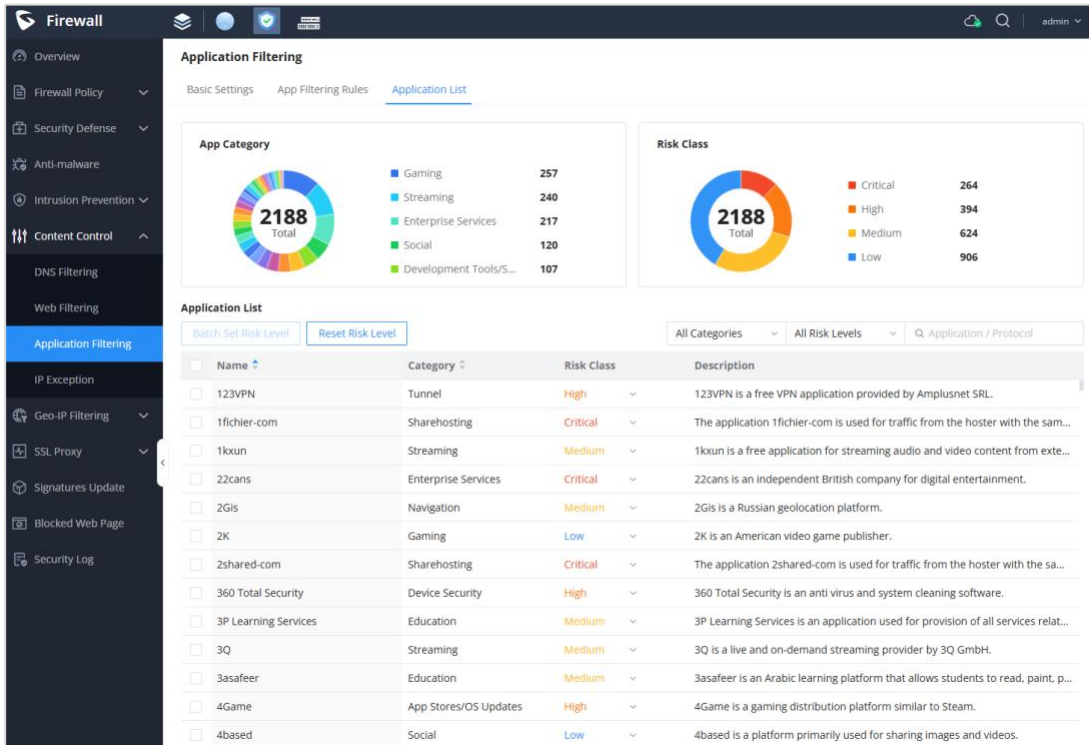 Firewall
admin
Overview
Firewall Policy
Security Defense
Anti-malware
Intrusion Prevention
Content Control
DNS Filtering
Web Filtering
Application Filtering
IP Exception
Geo-IP Filtering
SSL Proxy
Signatures Update
Blocked Web Page
Security Log
Application Filtering
Basic Settings App Filtering Rules Application List
App Category
2188
Total
Gaming 257
Streaming 240
Enterprise Services 217
Social 120
Development Tools/S... 107
Risk Class
2188
Total
Critical 264
High 394
Medium 624
Low 906
Application List
Batch Set Risk Level Reset Risk Level All Categories All Risk Levels Application / Protocol
Name Category Risk Class Description
123VPN Tunnel High 123VPN is a free VPN application provided by Amplusnet SRL.
1fichier-com Sharehosting Critical The application 1fichier-com is used for traffic from the hoster with the sam...
1kxun Streaming Medium 1kxun is a free application for streaming audio and video content from exte...
22cans Enterprise Services Critical 22cans is an independent British company for digital entertainment.
2Gis Navigation Medium 2Gis is a Russian geolocation platform.
2K Gaming Low 2K is an American video game publisher.
2shared-com Sharehosting Critical The application 2shared-com is used for traffic from the hoster with the sa...
360 Total Security Device Security High 360 Total Security is an anti virus and system cleaning software.
3P Learning Services Education Medium 3P Learning Services is an application used for provision of all services relat...
3Q Streaming Medium 3Q is a live and on-demand streaming provider by 3Q GmbH.
3asafeer Education Medium 3asafeer is an Arabic learning platform that allows students to read, paint, p...
4Game App Stores/OS Updates High 4Game is a gaming distribution platform similar to Steam.
4based Social Low 4based is a platform primarily used for sharing images and videos.